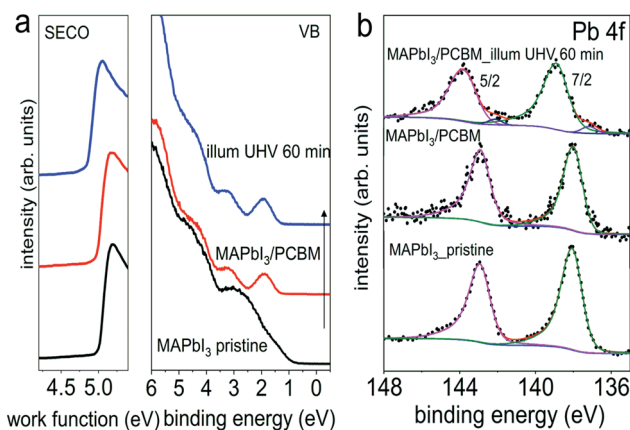 a
SECO
VB
intensity (arb. units)
illum UHV 60 min
MAPbI₃/PCBM
MAPbI₃ pristine
4.5 5.0
6 5 4 3 2 1 0
work function (eV)
binding energy (eV)
b
Pb 4f
MAPbI₃/PCBM_illum UHV 60 min
5/2
7/2
MAPbI₃/PCBM
MAPbI₃_pristine
intensity (arb. units)
148 144 140 136
binding energy (eV)